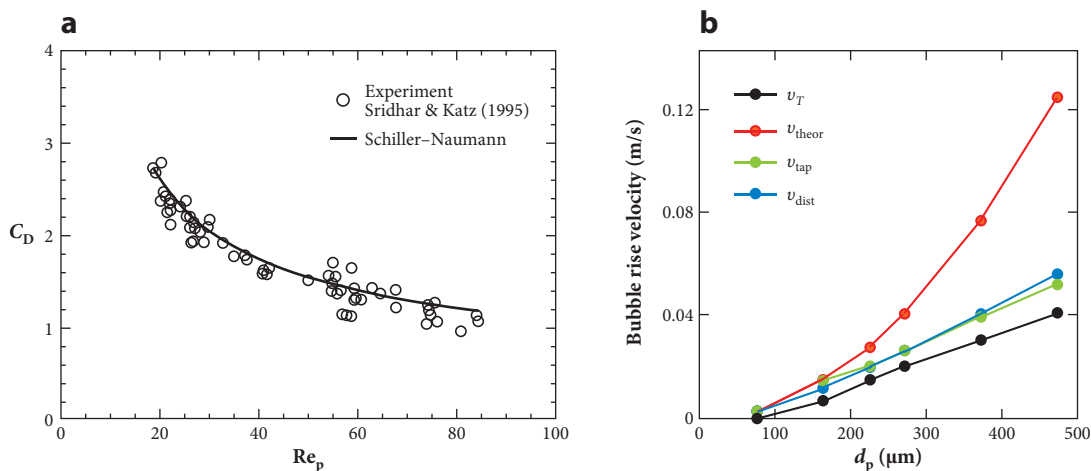 a
4
3
2
1
0
C_D
0 20 40 60 80 100
Re_p
Experiment
Sridhar & Katz (1995)
Schiller–Naumann
b
0.12
0.08
0.04
0
Bubble rise velocity (m/s)
0 100 200 300 400 500
d_p (µm)
v_T
v_theor
v_tap
v_dist